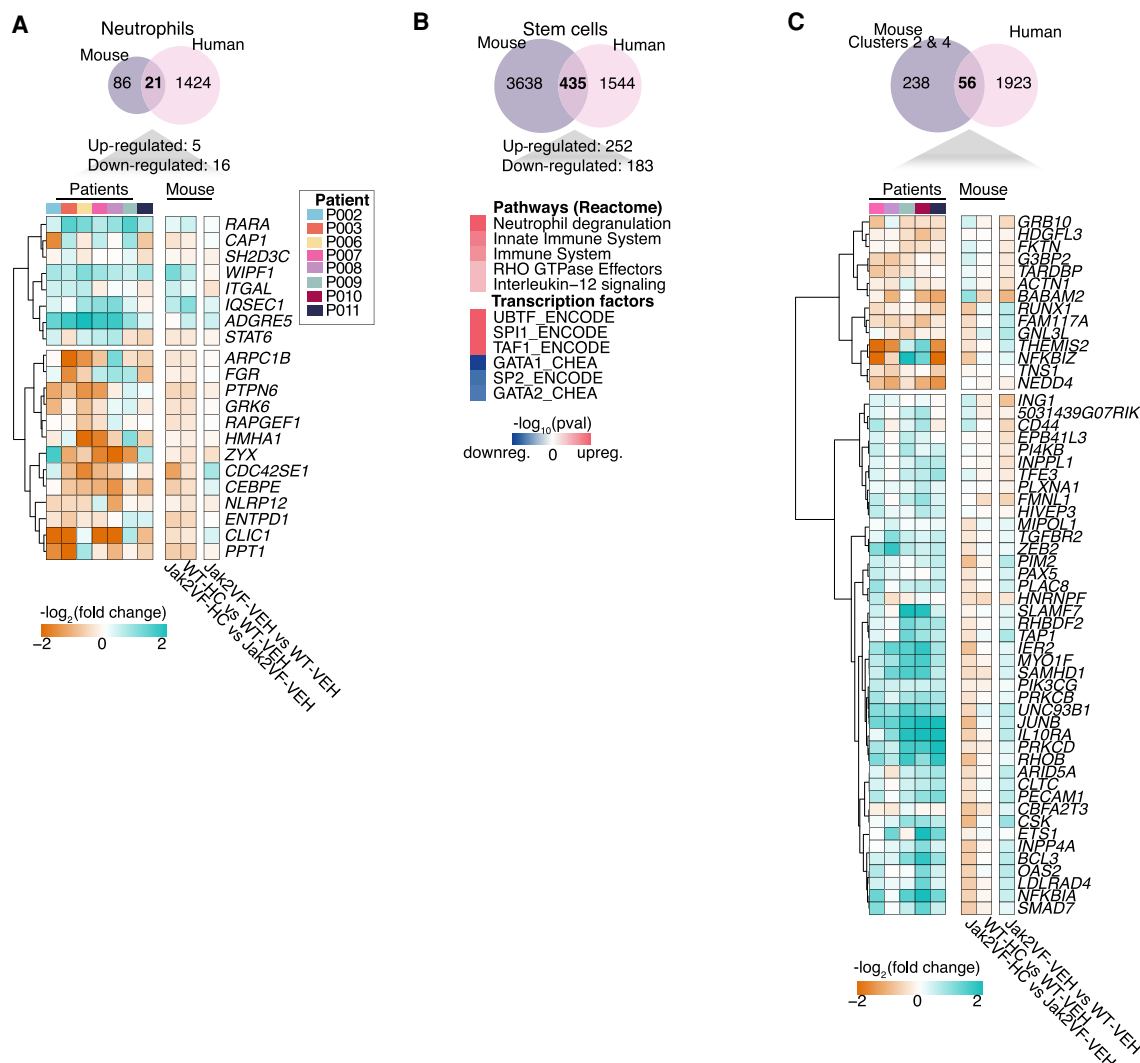 A
Neutrophils
Mouse
Human
86
21
1424
Up-regulated: 5
Down-regulated: 16
Patients
Mouse
Patient
P002
P003
P006
P007
P008
P009
P010
P011
RARA
CAP1
SH2D3C
WIPF1
ITGAL
IQSEC1
ADGRE5
STAT6
ARPC1B
FGR
PTPN6
GRK6
RAPGEF1
HMHA1
ZYX
CDC42SE1
CEBPE
NLRP12
ENTPD1
CLIC1
PPT1
Jak2VF-VEH vs WT-VEH
WT-HC vs WT-VEH
Jak2VF-HC vs Jak2VF-VEH
-log2(fold change)
−2
0
2
B
Stem cells
Mouse
Human
3638
435
1544
Up-regulated: 252
Down-regulated: 183
Pathways (Reactome)
Neutrophil degranulation
Innate Immune System
Immune System
RHO GTPase Effectors
Interleukin-12 signaling
Transcription factors
UBTF_ENCODE
SPI1_ENCODE
TAF1_ENCODE
GATA1_CHEA
SP2_ENCODE
GATA2_CHEA
-log10(pval)
downreg.
0
upreg.
C
Mouse
Clusters 2 & 4
Human
238
56
1923
Patients
Mouse
GRB10
HDGFL3
FKTN
G3BP2
TARDBP
ACTN1
BABAM2
RUNX1
FAM117A
GNL3L
THEMIS2
NFKBIZ
TNS1
NEDD4
ING1
5031439G07RIK
CD44
EPB41L3
PI4KB
INPPL1
TFE3
PLXNA1
FMNL1
HIVEP3
MIPOL1
TGFBR2
ZEB2
PIM2
PAX5
PLAC8
HNRNPF
SLAMF7
RHBDF2
TAP1
IER2
MYO1F
SAMHD1
PIK3CG
PRKCB
UNC93B1
JUNB
IL10RA
PRKCD
RHOB
ARID5A
CLTC
PECAM1
CBFA2T3
CSK
ETS1
INPP4A
BCL3
OAS2
LDLRAD4
NFKBIA
SMAD7
Jak2VF-VEH vs WT-VEH
WT-HC vs WT-VEH
Jak2VF-HC vs Jak2VF-VEH
-log2(fold change)
−2
0
2